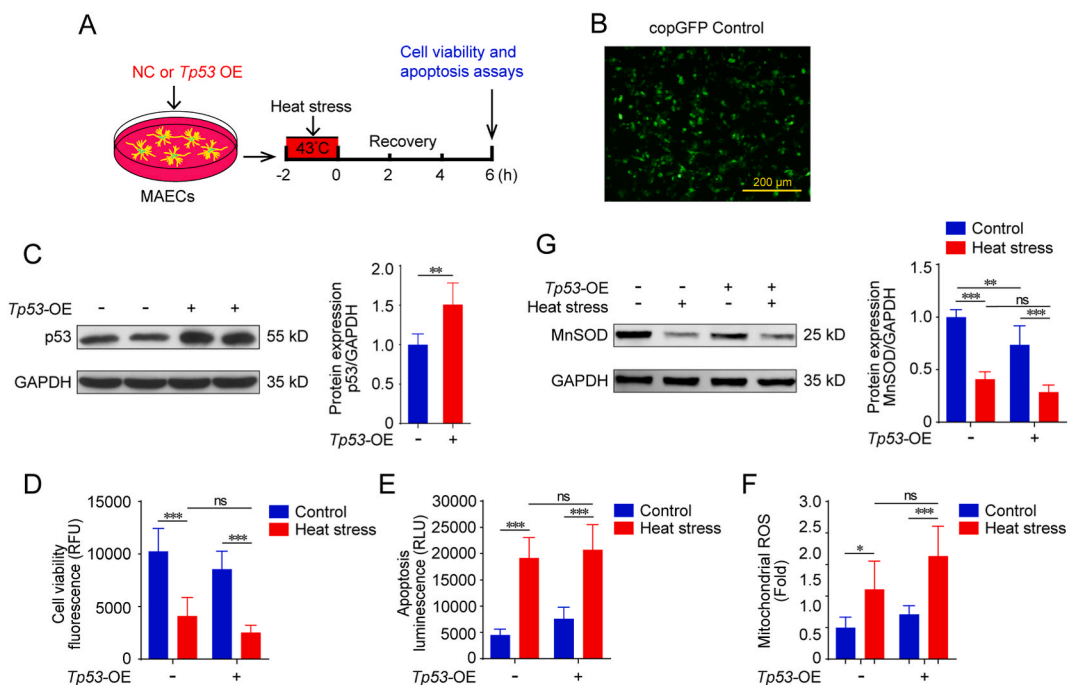 A
NC or Tp53 OE
MAECs
Heat stress
43°C
Recovery
-2 0 2 4 6 (h)
Cell viability and
apoptosis assays
B
copGFP Control
200 µm
C
Tp53-OE - - + +
p53 55 kD
GAPDH 35 kD
Protein expression
p53/GAPDH
2.0
1.5
1.0
0.5
0
**
Tp53-OE - +
G
Tp53-OE - - + +
Heat stress - + - +
MnSOD 25 kD
GAPDH 35 kD
Control
Heat stress
Protein expression
MnSOD/GAPDH
1.5
1.0
0.5
0
**
*** ns
***
Tp53-OE - +
D
Cell viability
fluorescence (RFU)
15000
10000
5000
0
ns
***
***
Control
Heat stress
Tp53-OE - +
E
Apoptosis
luminescence (RLU)
30000
25000
20000
15000
10000
5000
0
ns
***
***
Control
Heat stress
Tp53-OE - +
F
Mitochondrial ROS
(Fold)
3.0
2.5
2.0
1.5
1.0
0.5
0
ns
***
*
Control
Heat stress
Tp53-OE - +